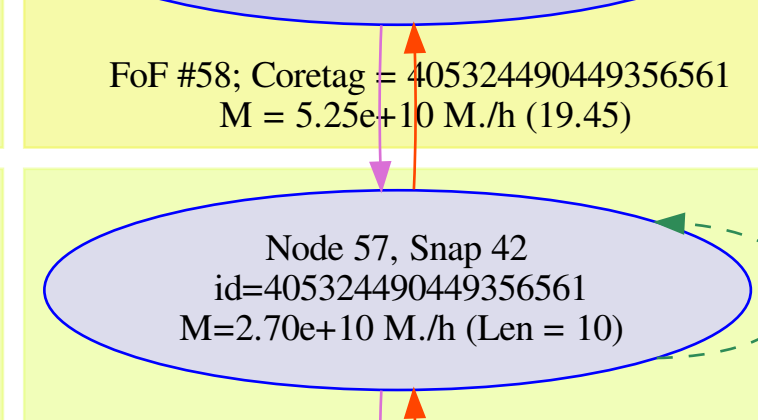 FoF #58; Coretag = 405324490449356561
M = 5.25e+10 M./h (19.45)
Node 57, Snap 42
id=405324490449356561
M=2.70e+10 M./h (Len = 10)